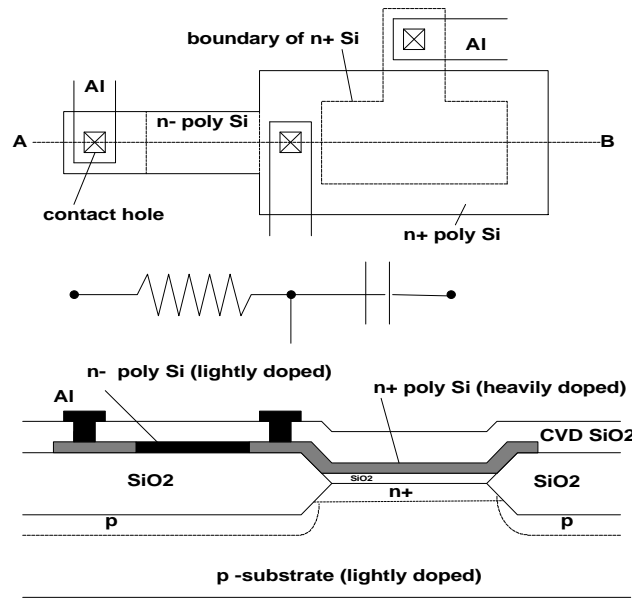 boundary of n+ Si
Al
Al
n- poly Si
A
B
contact hole
n+ poly Si
n- poly Si (lightly doped)
n+ poly Si (heavily doped)
Al
CVD SiO2
SiO2
SiO2
SiO2
n+
p
p
p -substrate (lightly doped)